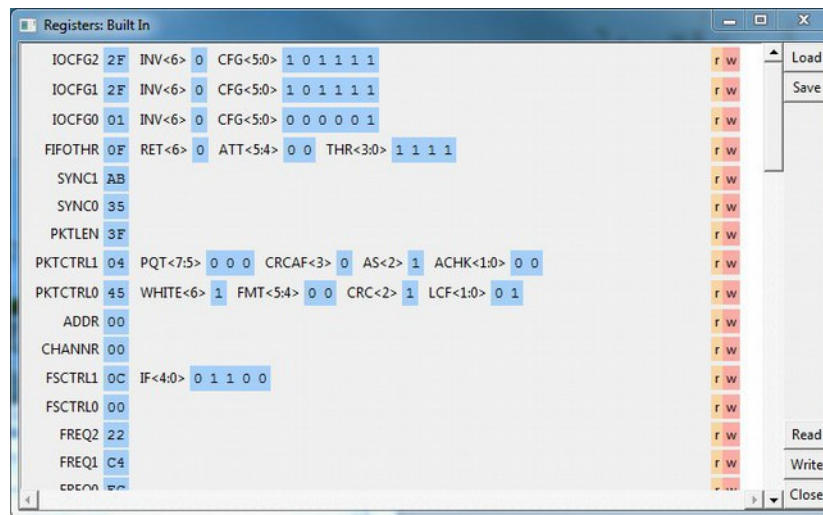 Registers: Built In
IOCFG2 2F INV<6> 0 CFG<5:0> 1 0 1 1 1 1 r w Load
IOCFG1 2F INV<6> 0 CFG<5:0> 1 0 1 1 1 1 r w Save
IOCFG0 01 INV<6> 0 CFG<5:0> 0 0 0 0 0 1 r w
FIFOTHR 0F RET<6> 0 ATT<5:4> 0 0 THR<3:0> 1 1 1 1 r w
SYNC1 AB r w
SYNC0 35 r w
PKTLEN 3F r w
PKTCTRL1 04 PQT<7:5> 0 0 0 CRCAF<3> 0 AS<2> 1 ACHK<1:0> 0 0 r w
PKTCTRL0 45 WHITE<6> 1 FMT<5:4> 0 0 CRC<2> 1 LCF<1:0> 0 1 r w
ADDR 00 r w
CHANNR 00 r w
FSCTRL1 0C IF<4:0> 0 1 1 0 0 r w
FSCTRL0 00 r w
FREQ2 22 r w Read
FREQ1 C4 r w Write
FREQ0 r w Close